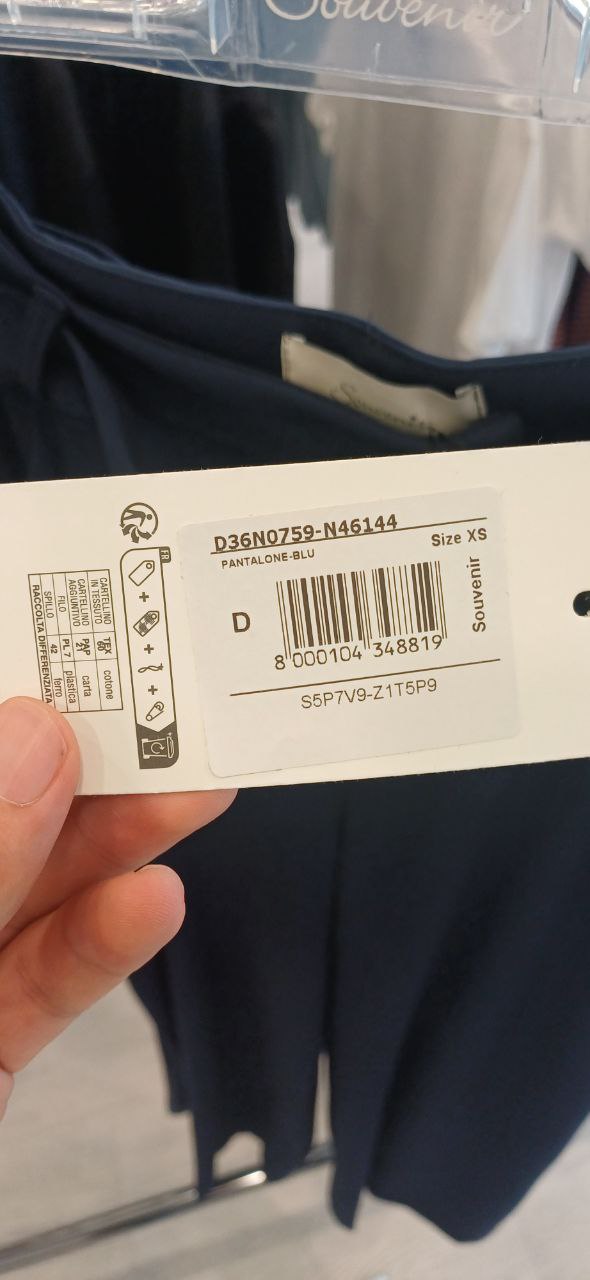 Souvenir
Souvenir
D36N0759-N46144
PANTALONE-BLU
Size XS
D
Souvenir
8 000104 348819
S5P7V9-Z1T5P9
FR
CARTELLINO IN TESSUTO TEX 60 cotone
CARTELLINO AGGIUNTIVO PAP 21 carta
FILO PL 7 plastica
SPILLO 42 ferro
RACCOLTA DIFFERENZIATA